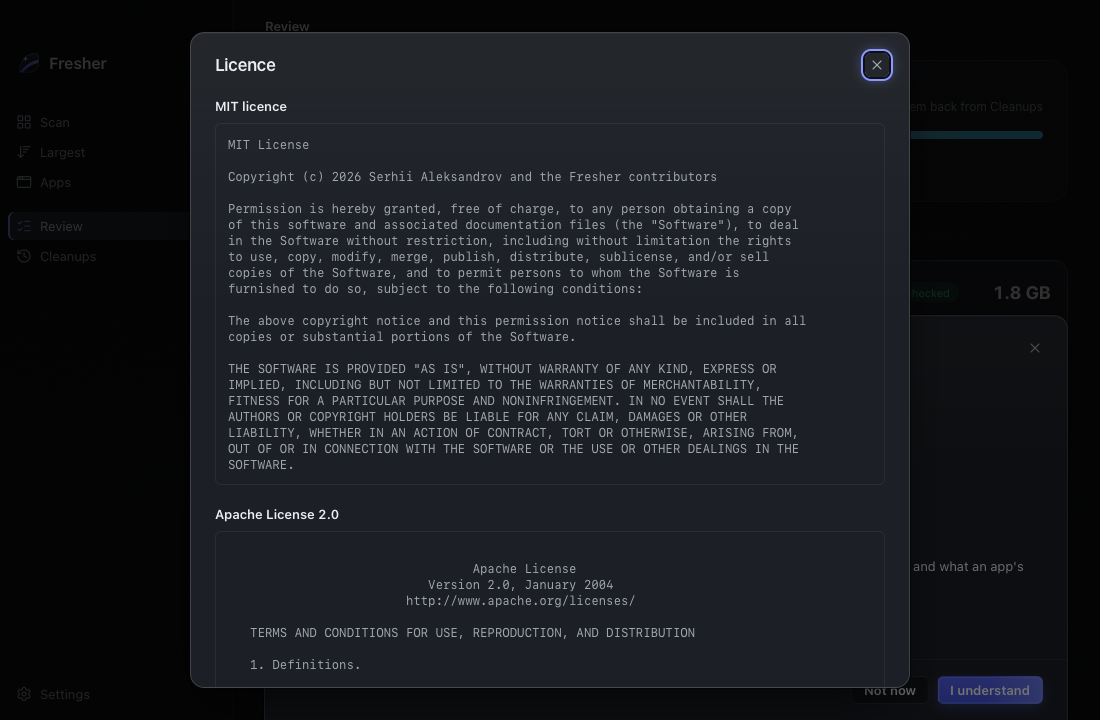 Review
Fresher
Scan
Largest
Apps
Review
Cleanups
Settings
Licence
MIT licence
MIT License
Copyright (c) 2026 Serhii Aleksandrov and the Fresher contributors
Permission is hereby granted, free of charge, to any person obtaining a copy
of this software and associated documentation files (the "Software"), to deal
in the Software without restriction, including without limitation the rights
to use, copy, modify, merge, publish, distribute, sublicense, and/or sell
copies of the Software, and to permit persons to whom the Software is
furnished to do so, subject to the following conditions:
The above copyright notice and this permission notice shall be included in all
copies or substantial portions of the Software.
THE SOFTWARE IS PROVIDED "AS IS", WITHOUT WARRANTY OF ANY KIND, EXPRESS OR
IMPLIED, INCLUDING BUT NOT LIMITED TO THE WARRANTIES OF MERCHANTABILITY,
FITNESS FOR A PARTICULAR PURPOSE AND NONINFRINGEMENT. IN NO EVENT SHALL THE
AUTHORS OR COPYRIGHT HOLDERS BE LIABLE FOR ANY CLAIM, DAMAGES OR OTHER
LIABILITY, WHETHER IN AN ACTION OF CONTRACT, TORT OR OTHERWISE, ARISING FROM,
OUT OF OR IN CONNECTION WITH THE SOFTWARE OR THE USE OR OTHER DEALINGS IN THE
SOFTWARE.
Apache License 2.0
Apache License
Version 2.0, January 2004
http://www.apache.org/licenses/
TERMS AND CONDITIONS FOR USE, REPRODUCTION, AND DISTRIBUTION
1. Definitions.
back from Cleanups
1.8 GB
and what an app's
Not now
I understand